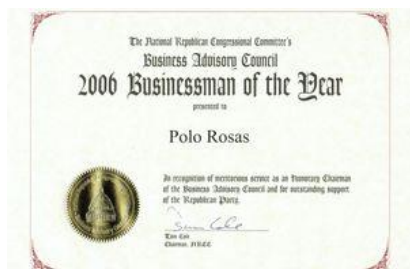 The National Republican Congressional Committee's
Business Advisory Council
2006 Businessman of the Year
presented to
Polo Rosas
In recognition of meritorious service as an Honorary Chairman
of the Business Advisory Council and for outstanding support
of the Republican Party.
Tom Cole
Chairman, NRCC